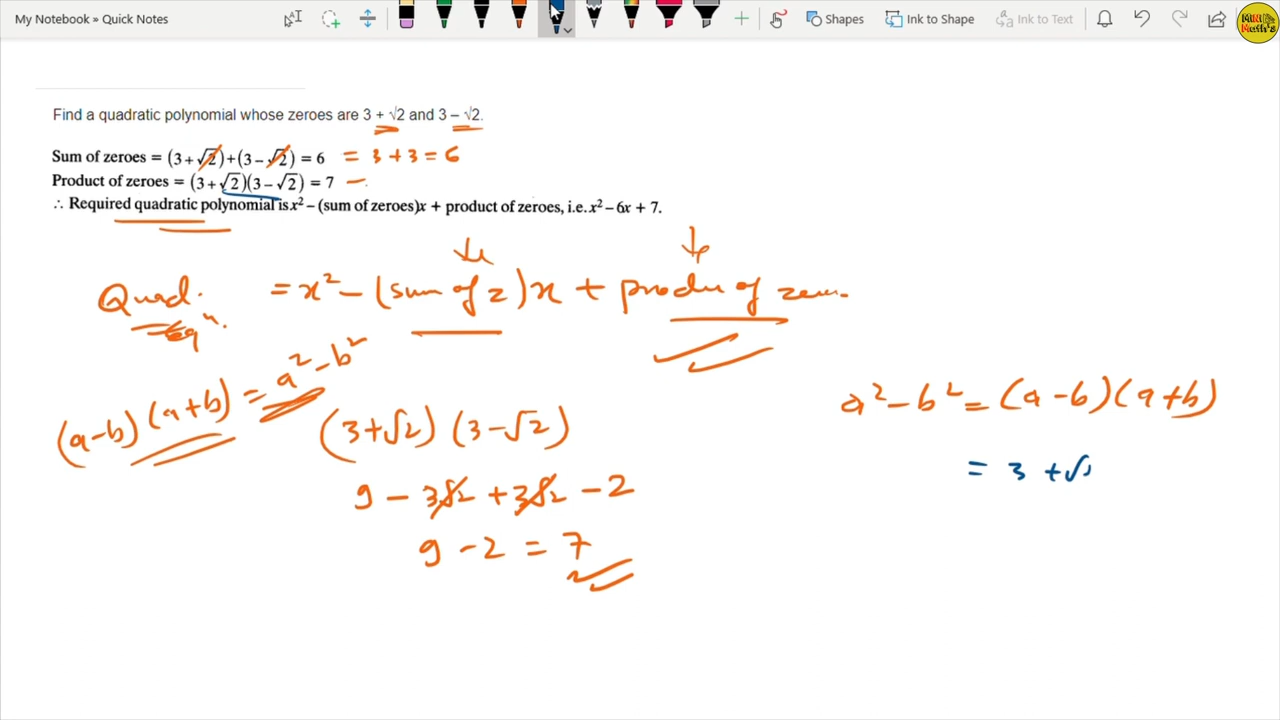 My Notebook » Quick Notes
Shapes
Ink to Shape
Ink to Text
MINI
Math's
Find a quadratic polynomial whose zeroes are 3 + √2 and 3 – √2.
Sum of zeroes = (3+√2)+(3–√2) = 6 = 3 + 3 = 6
Product of zeroes = (3+√2)(3–√2) = 7 –
∴ Required quadratic polynomial is x² – (sum of zeroes)x + product of zeroes, i.e. x² – 6x + 7.
Quad. = x² – (sum of z)x + produ of zero.
eqⁿ.
(a-b)(a+b) = a² – b²
a² – b² = (a-b)(a+b)
(3+√2) (3-√2)
= 3 + √
9 – 3√2 + 3√2 – 2
9 – 2 = 7